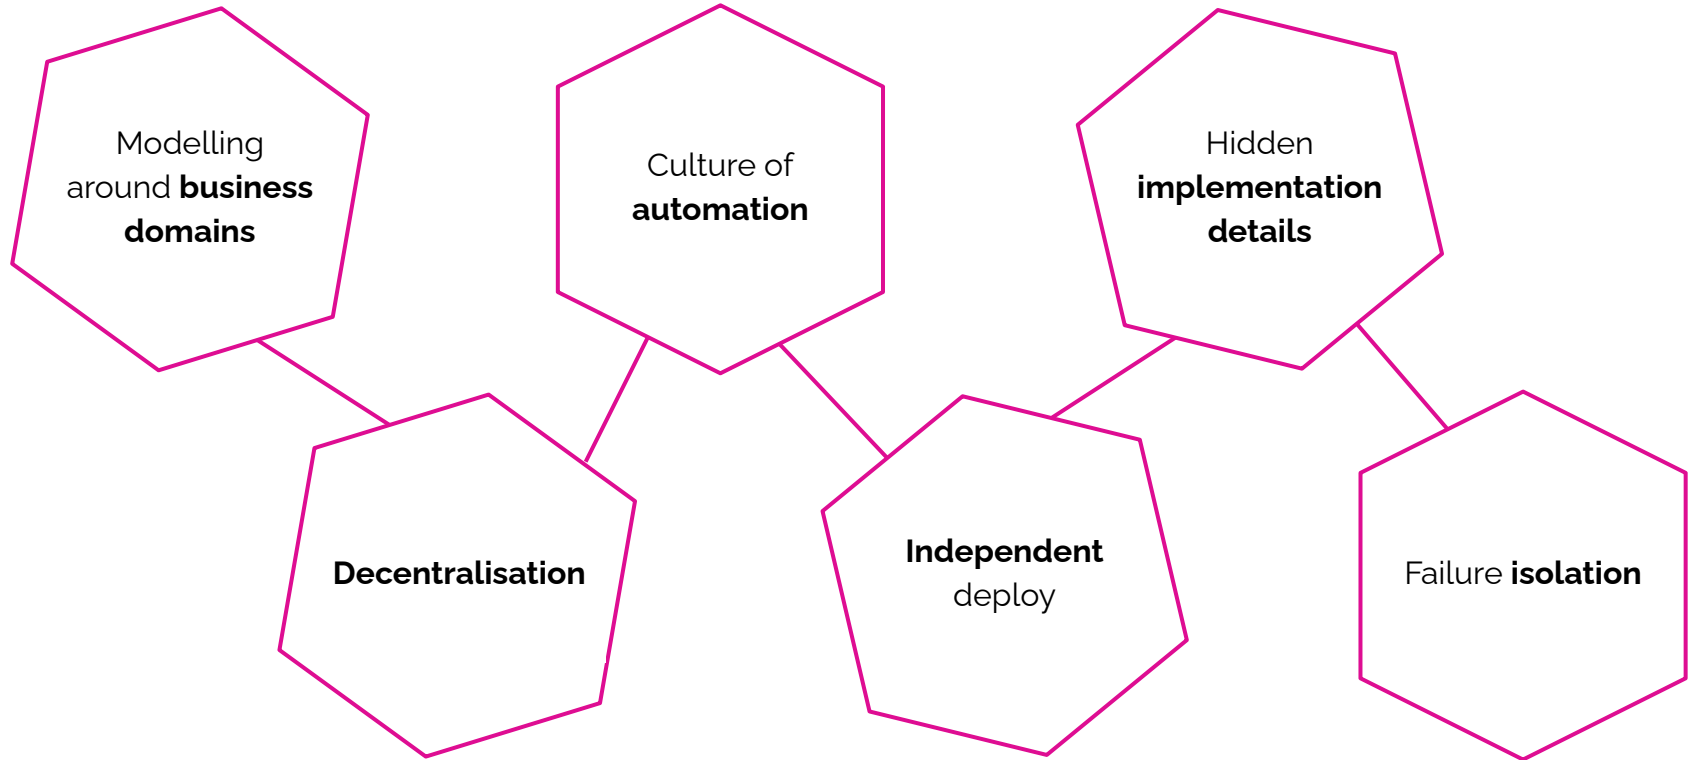 Modelling
around business
domains
Culture of
automation
Hidden
implementation
details
Decentralisation
Independent
deploy
Failure isolation